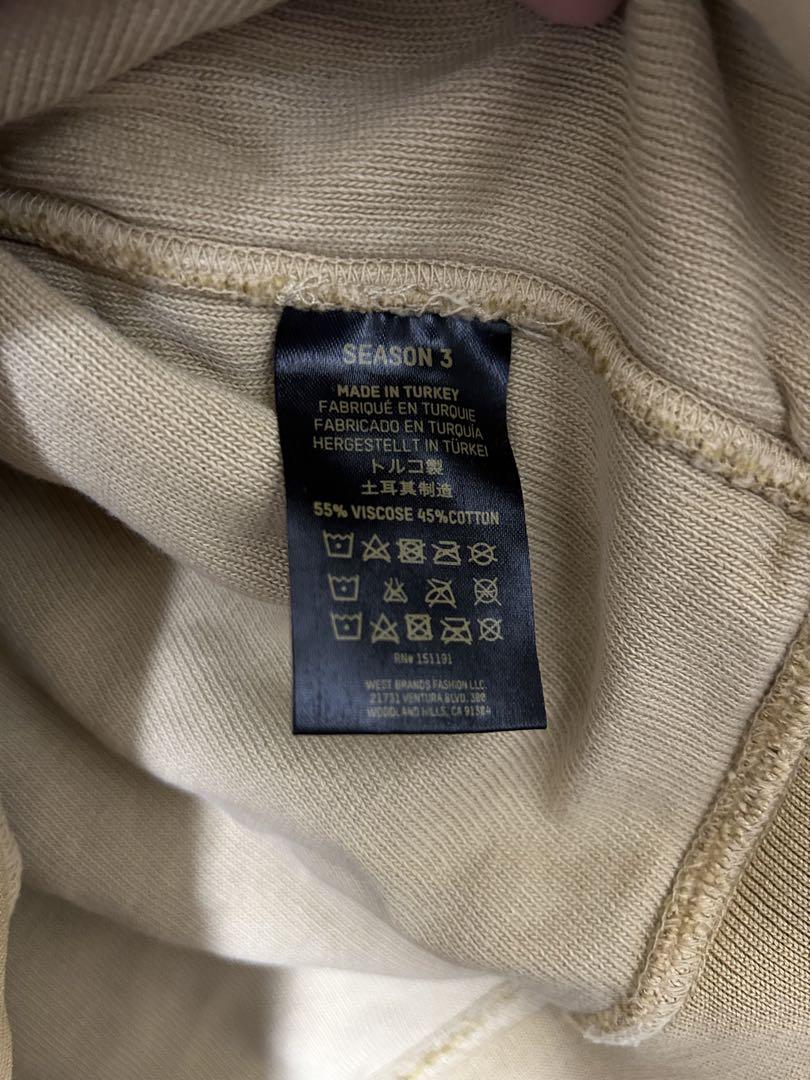 SEASON 3
MADE IN TURKEY
FABRIQUÉ EN TURQUIE
FABRICADO EN TURQUÍA
HERGESTELLT IN TÜRKEI
トルコ製
土耳其制造
55% VISCOSE 45%COTTON
RN# 151191
WEST BRANDS FASHION LLC.
21731 VENTURA BLVD. 300
WOODLAND HILLS, CA 91364